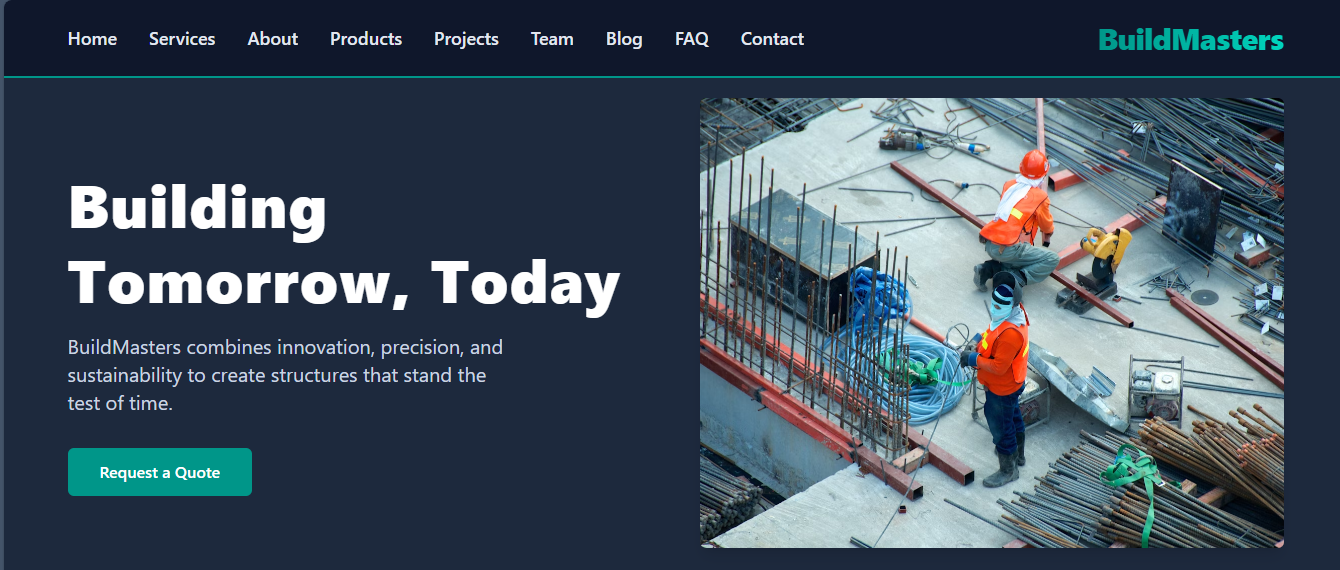 Home Services About Products Projects Team Blog FAQ Contact BuildMasters
Building
Tomorrow, Today
BuildMasters combines innovation, precision, and
sustainability to create structures that stand the
test of time.
Request a Quote